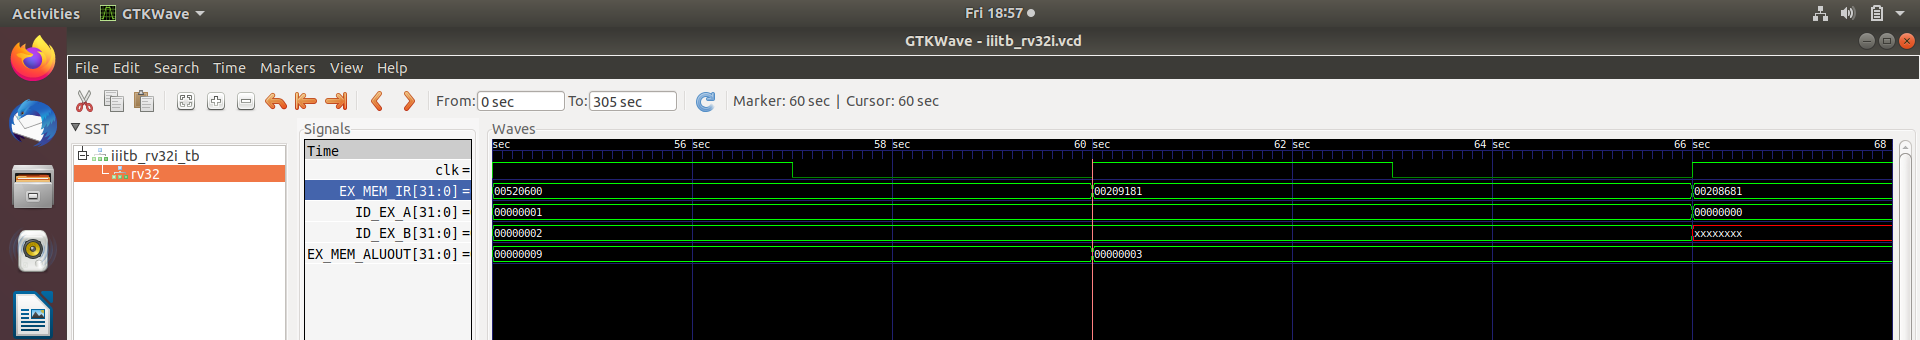 Activities GTKWave Fri 18:57
GTKWave - iiitb_rv32i.vcd
File Edit Search Time Markers View Help
From: 0 sec To: 305 sec Marker: 60 sec | Cursor: 60 sec
SST Signals Waves
iiitb_rv32i_tb
rv32
Time sec 56 sec 58 sec 60 sec 62 sec 64 sec 66 sec 68
clk =
EX_MEM_IR[31:0] = 00520600 00209181 00208681
ID_EX_A[31:0] = 00000001 00000000
ID_EX_B[31:0] = 00000002 xxxxxxxx
EX_MEM_ALUOUT[31:0] = 00000009 00000003